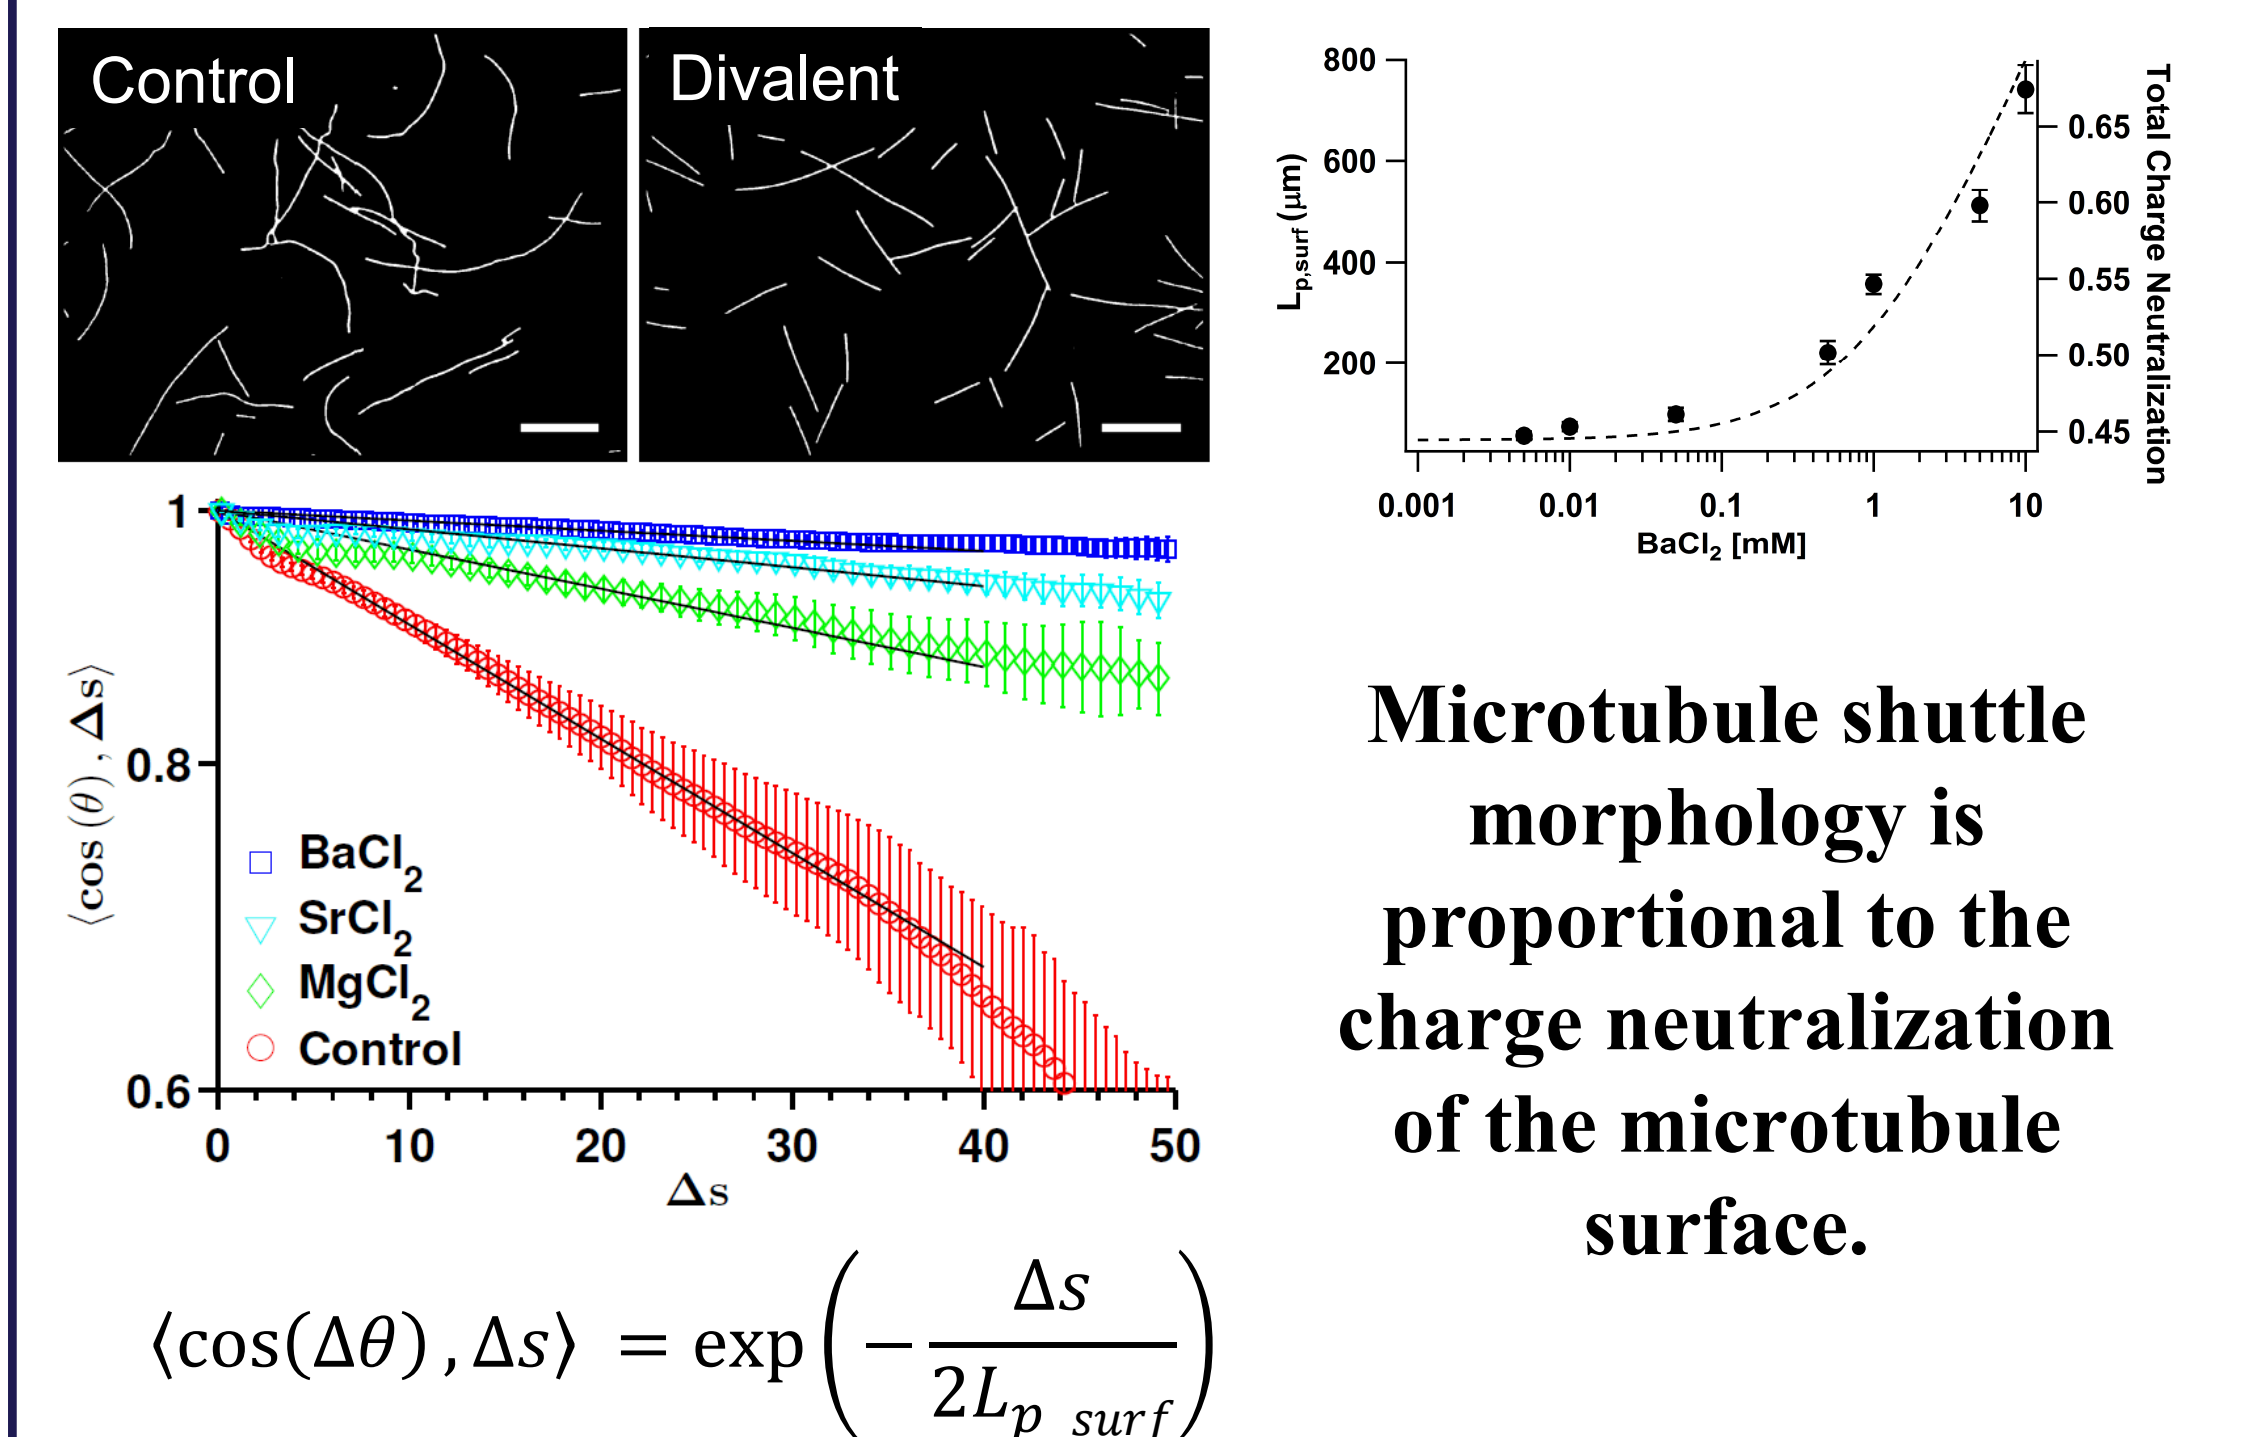 Control
Divalent
800
600
400
200
L_p,surf (μm)
0.65
0.60
0.55
0.50
0.45
Total Charge Neutralization
0.001 0.01 0.1 1 10
BaCl₂ [mM]
1
0.8
0.6
⟨cos (θ), Δs⟩
BaCl₂
SrCl₂
MgCl₂
Control
0 10 20 30 40 50
Δs
⟨cos(Δθ), Δs⟩ = exp(−Δs/(2L_p surf))
Microtubule shuttle
morphology is
proportional to the
charge neutralization
of the microtubule
surface.